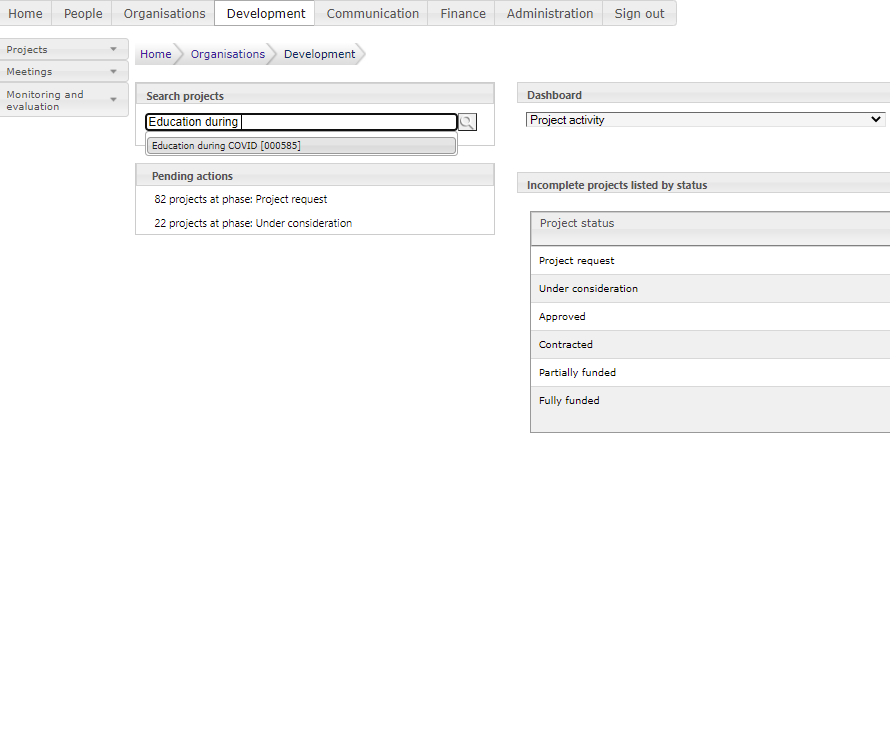 Home People Organisations Development Communication Finance Administration Sign out
Projects
Meetings
Monitoring and
evaluation
Home Organisations Development
Search projects
Education during
Education during COVID [000585]
Pending actions
82 projects at phase: Project request
22 projects at phase: Under consideration
Dashboard
Project activity
Incomplete projects listed by status
Project status
Project request
Under consideration
Approved
Contracted
Partially funded
Fully funded